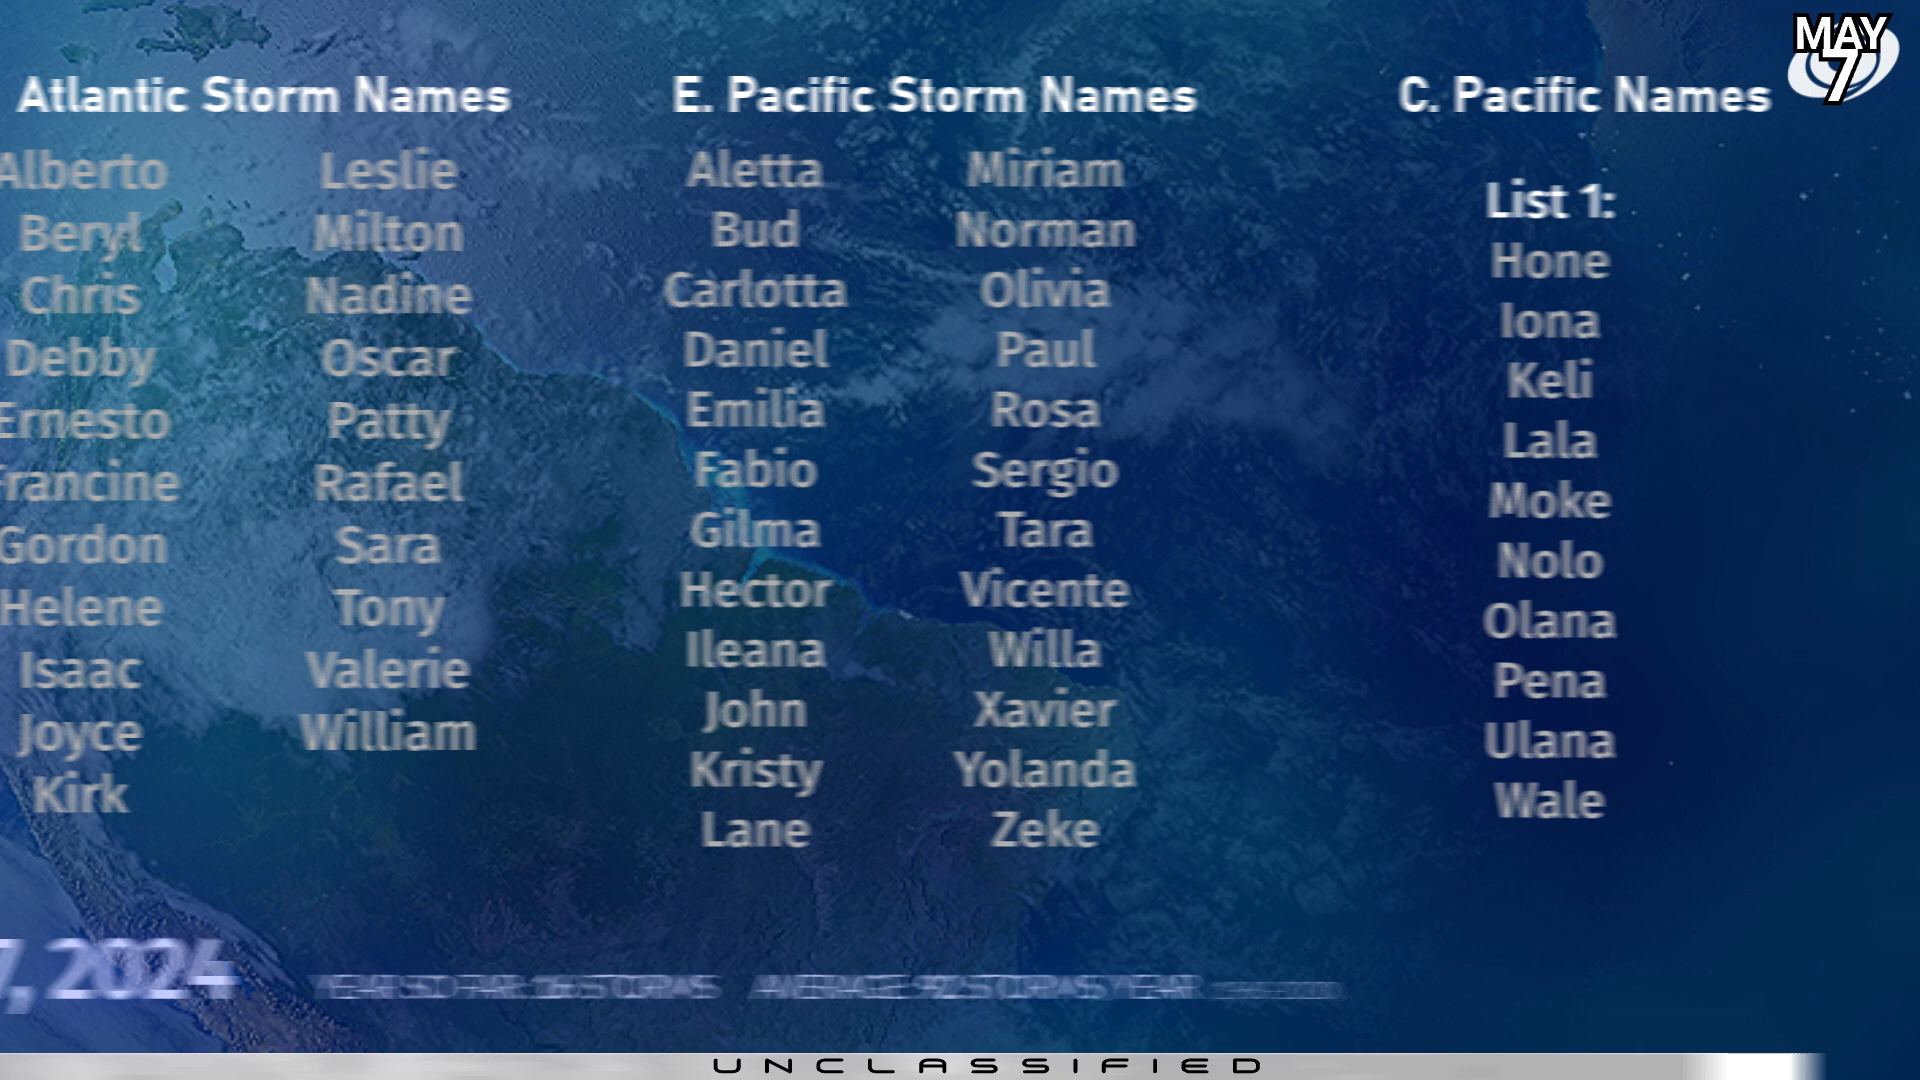 MAY
7
Atlantic Storm Names
Alberto
Beryl
Chris
Debby
Ernesto
Francine
Gordon
Helene
Isaac
Joyce
Kirk
Leslie
Milton
Nadine
Oscar
Patty
Rafael
Sara
Tony
Valerie
William
E. Pacific Storm Names
Aletta
Bud
Carlotta
Daniel
Emilia
Fabio
Gilma
Hector
Ileana
John
Kristy
Lane
Miriam
Norman
Olivia
Paul
Rosa
Sergio
Tara
Vicente
Willa
Xavier
Yolanda
Zeke
C. Pacific Names
List 1:
Hone
Iona
Keli
Lala
Moke
Nolo
Olana
Pena
Ulana
Wale
7, 2024
UNCLASSIFIED